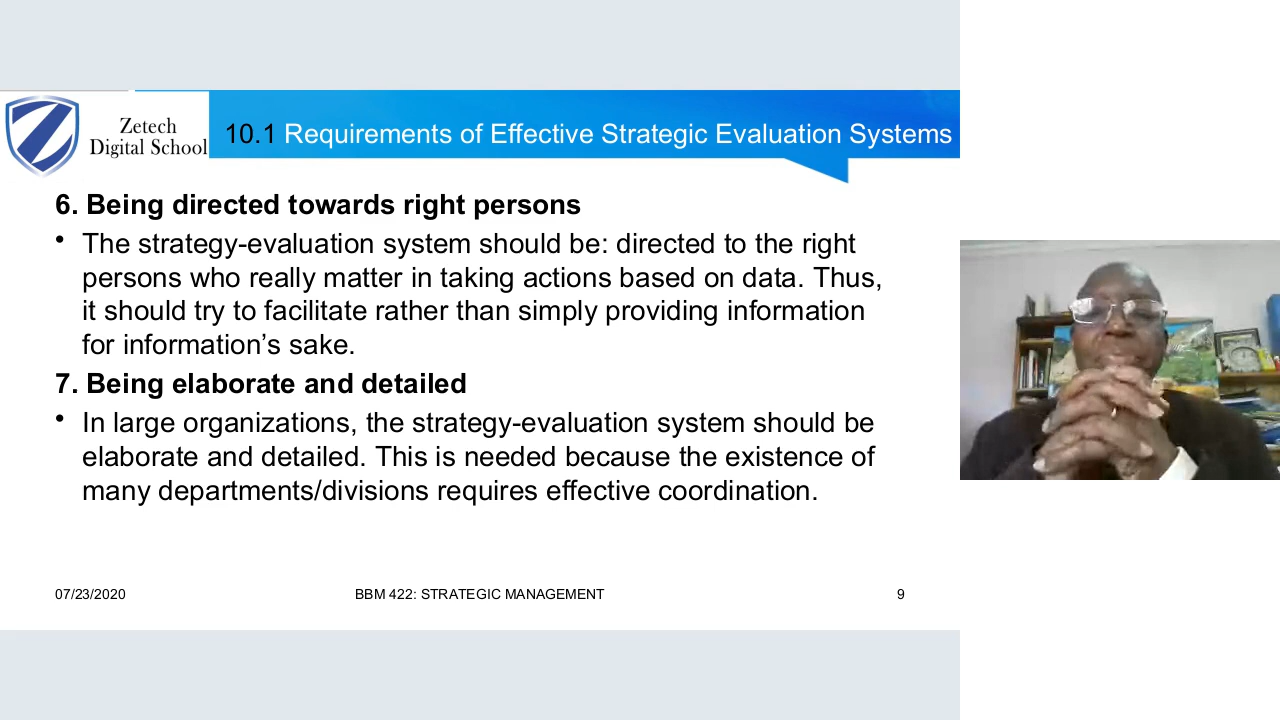 Zetech
Digital School
10.1 Requirements of Effective Strategic Evaluation Systems
6. Being directed towards right persons
• The strategy-evaluation system should be: directed to the right
persons who really matter in taking actions based on data. Thus,
it should try to facilitate rather than simply providing information
for information’s sake.
7. Being elaborate and detailed
• In large organizations, the strategy-evaluation system should be
elaborate and detailed. This is needed because the existence of
many departments/divisions requires effective coordination.
07/23/2020
BBM 422: STRATEGIC MANAGEMENT
9